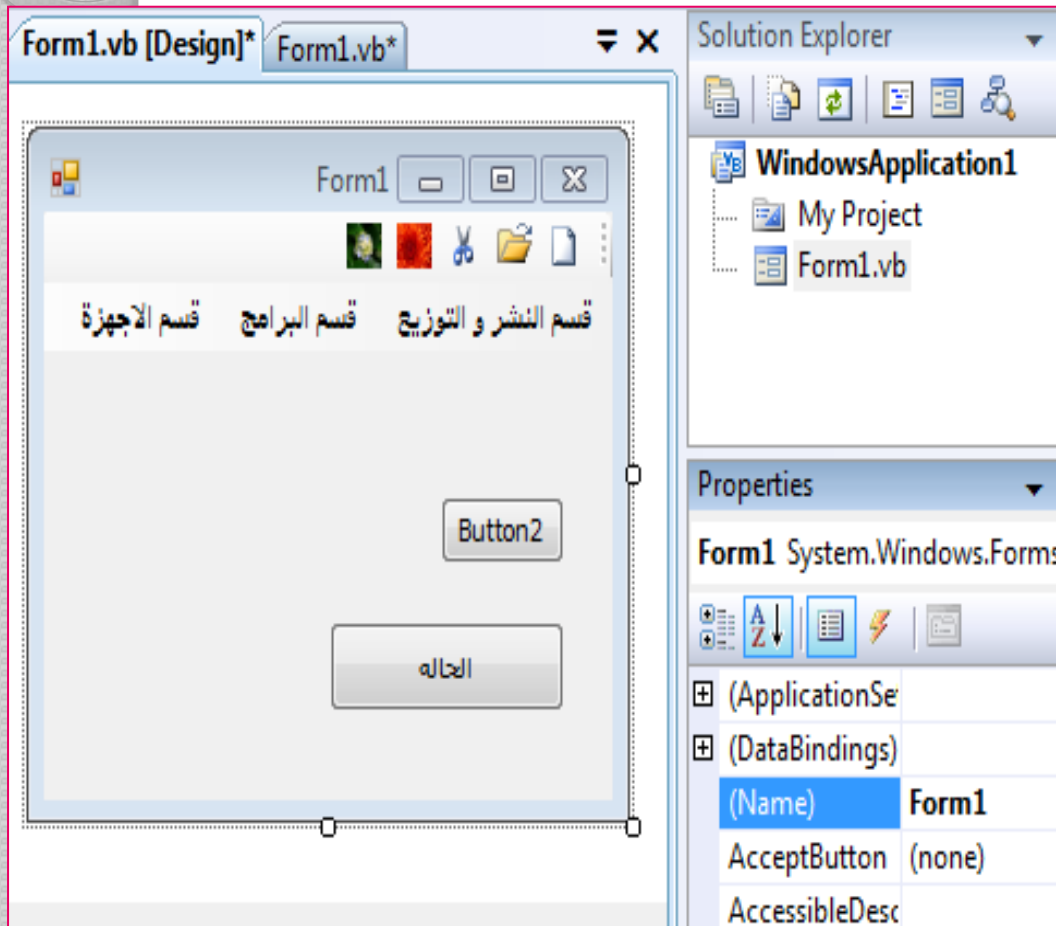 Form1.vb [Design]*
Form1.vb*
Form1
قسم النشر و التوزيع
قسم البرامج
قسم الاجهزة
Button2
الحاله
Solution Explorer
WindowsApplication1
My Project
Form1.vb
Properties
Form1 System.Windows.Forms
(ApplicationSe
(DataBindings)
(Name) Form1
AcceptButton (none)
AccessibleDesc